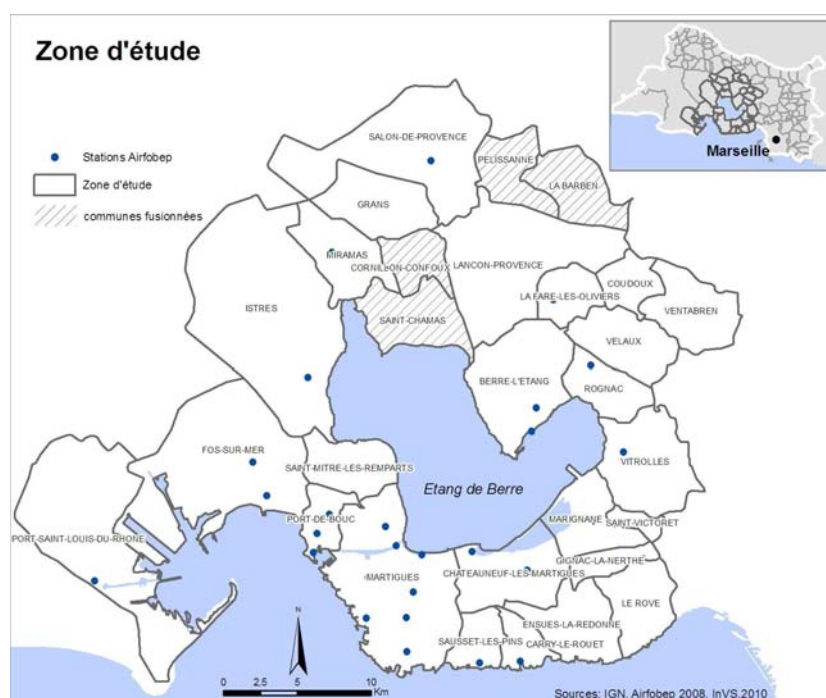 Zone d'étude
Stations Airfobep
Zone d'étude
communes fusionnées
Marseille
SALON-DE-PROVENCE
PELISSANNE
LA BARBEN
GRANS
MIRAMAS
CORNILLON-CONFOUX
LANCON-PROVENCE
COUDOUX
LA FARE-LES-OLIVIERS
VENTABREN
ISTRES
SAINT-CHAMAS
VELAUX
BERRE-L'ETANG
ROGNAC
FOS-SUR-MER
SAINT-MITRE-LES-REMPARTS
VITROLLES
Etang de Berre
PORT-DE-BOUC
MARIGNANE
SAINT-VICTORET
PORT-SAINT-LOUIS-DU-RHONE
GIGNAC-LA-NERTHE
MARTIGUES
CHATEAUNEUF-LES-MARTIGUES
LE ROVE
ENSUES-LA-REDONNE
SAUSSET-LES-PINS
CARRY-LE-ROUET
N
0 2.5 5 10
Km
Sources: IGN, Airfobep 2008, InVS,2010